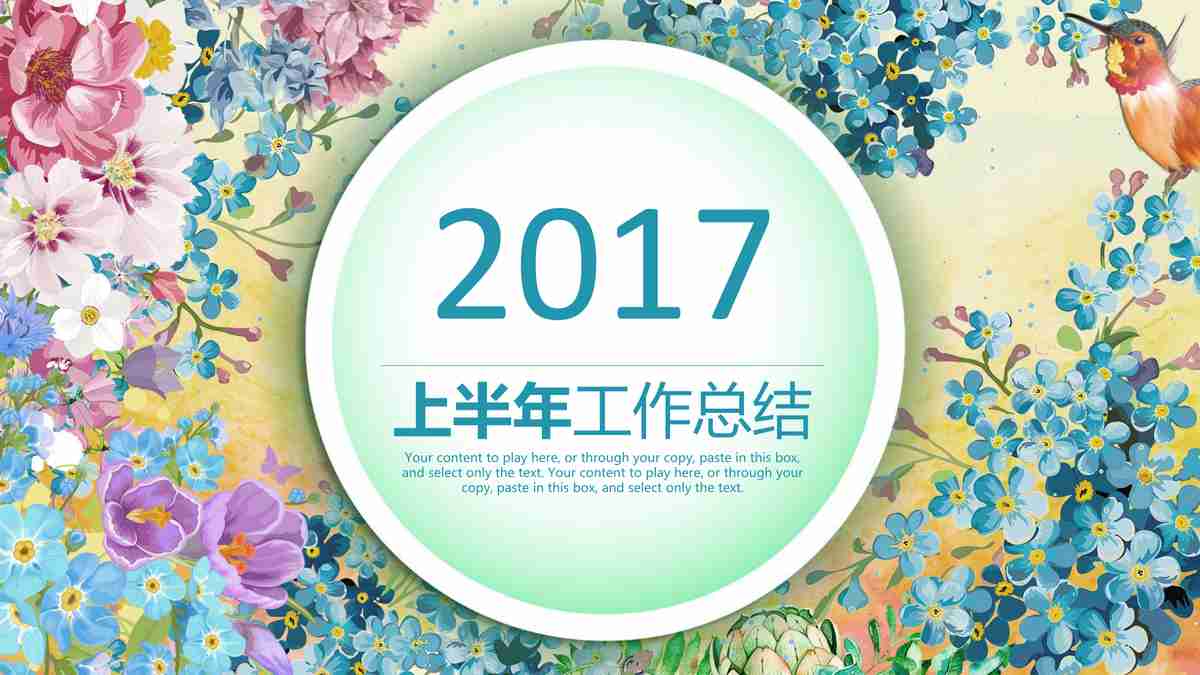 2017
上半年工作总结
Your content to play here, or through your copy, paste in this box,
and select only the text. Your content to play here, or through your
copy, paste in this box, and select only the text.